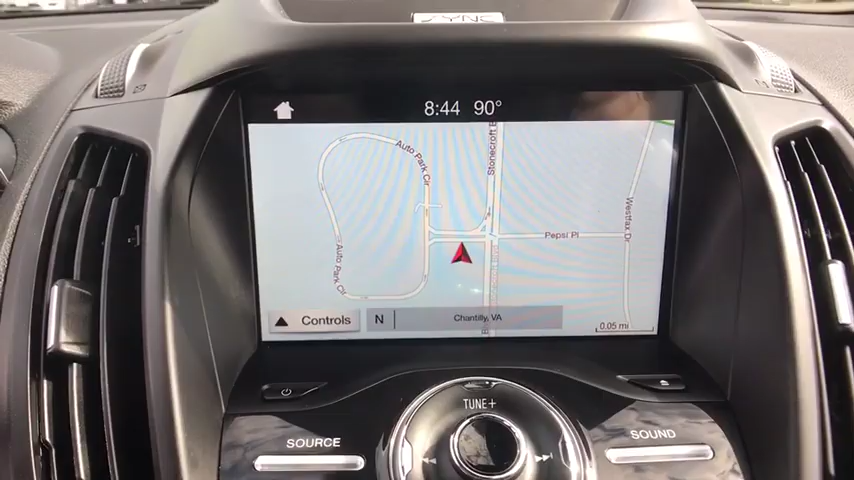 SYNC
8:44 90°
Auto Park Cir
Stonecroft B
Westfax Dr
Pepsi Pl
Auto Park Cir
Controls
N
Chantilly, VA
0.05 mi
TUNE+
SOURCE
SOUND